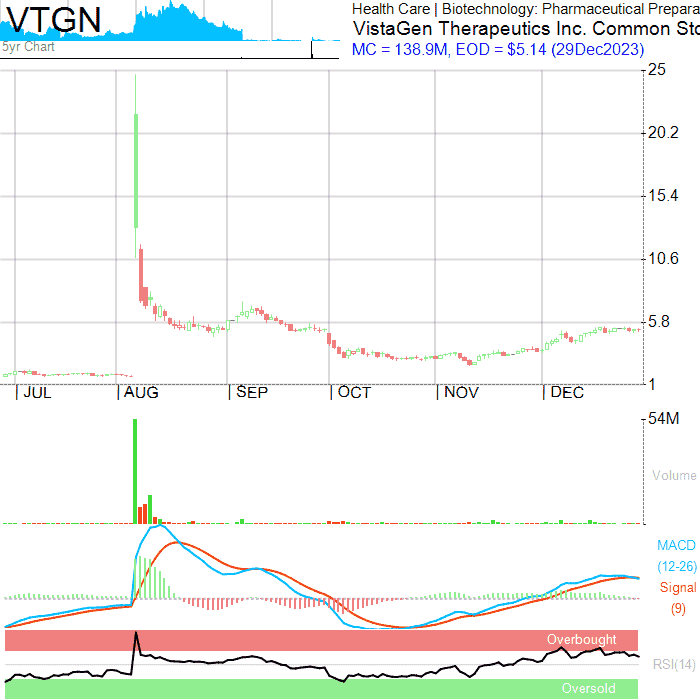 VTGN
5yr Chart
Health Care | Biotechnology: Pharmaceutical Prepara
VistaGen Therapeutics Inc. Common Sto
MC = 138.9M, EOD = $5.14 (29Dec2023)
25
20.2
15.4
10.6
5.8
1
JUL AUG SEP OCT NOV DEC
54M
Volume
MACD
(12-26)
Signal
(9)
Overbought
RSI(14)
Oversold